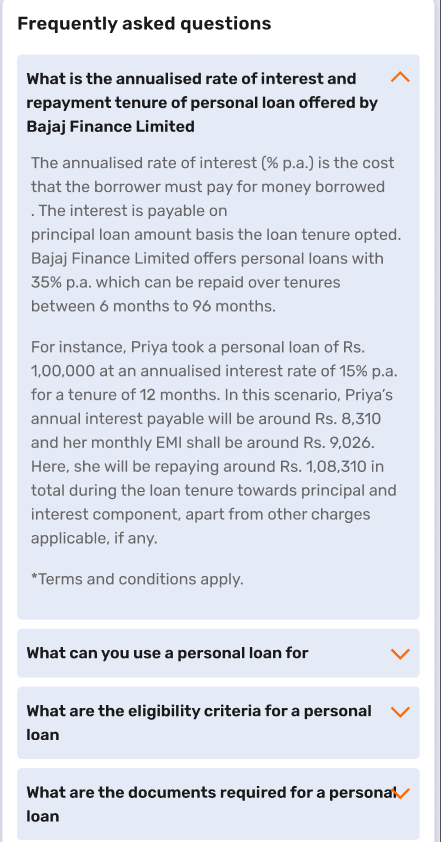 Frequently asked questions
What is the annualised rate of interest and
repayment tenure of personal loan offered by
Bajaj Finance Limited
The annualised rate of interest (% p.a.) is the cost
that the borrower must pay for money borrowed
. The interest is payable on
principal loan amount basis the loan tenure opted.
Bajaj Finance Limited offers personal loans with
35% p.a. which can be repaid over tenures
between 6 months to 96 months.
For instance, Priya took a personal loan of Rs.
1,00,000 at an annualised interest rate of 15% p.a.
for a tenure of 12 months. In this scenario, Priya’s
annual interest payable will be around Rs. 8,310
and her monthly EMI shall be around Rs. 9,026.
Here, she will be repaying around Rs. 1,08,310 in
total during the loan tenure towards principal and
interest component, apart from other charges
applicable, if any.
*Terms and conditions apply.
What can you use a personal loan for
What are the eligibility criteria for a personal
loan
What are the documents required for a personal
loan